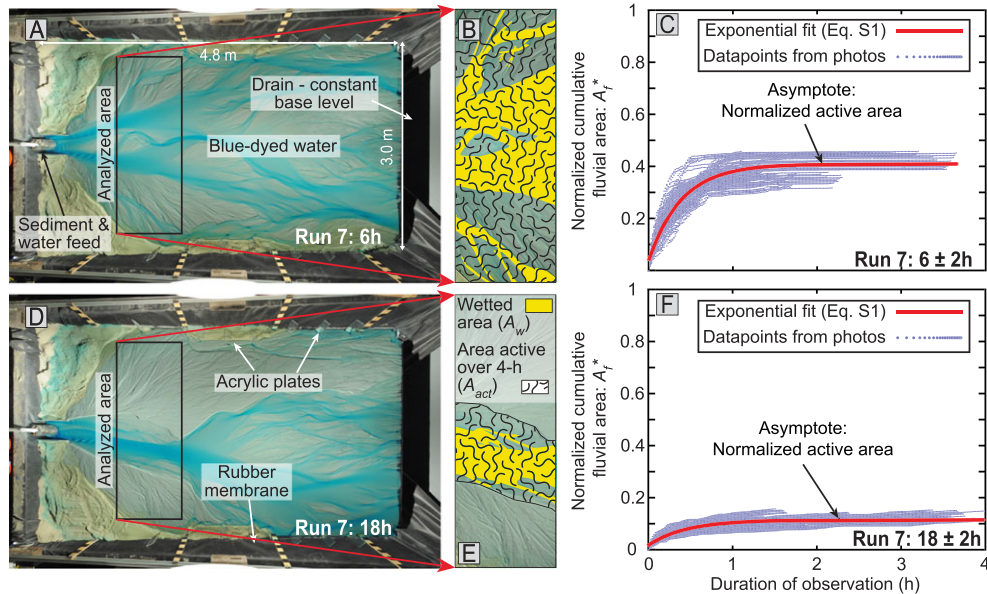 A
4.8 m
Analyzed area
Drain - constant
base level
Blue-dyed water
3.0 m
Sediment &
water feed
Run 7: 6h
B
C
Exponential fit (Eq. S1)
Datapoints from photos
Asymptote:
Normalized active area
Normalized cumulative
fluvial area: A_f*
1
0.8
0.6
0.4
0.2
Run 7: 6 ± 2h
D
Analyzed area
Acrylic plates
Rubber
membrane
Run 7: 18h
Wetted
area (A_w)
Area active
over 4-h
(A_act)
E
F
Exponential fit (Eq. S1)
Datapoints from photos
Asymptote:
Normalized active area
Normalized cumulative
fluvial area: A_f*
1
0.8
0.6
0.4
0.2
0
Run 7: 18 ± 2h
0 1 2 3 4
Duration of observation (h)